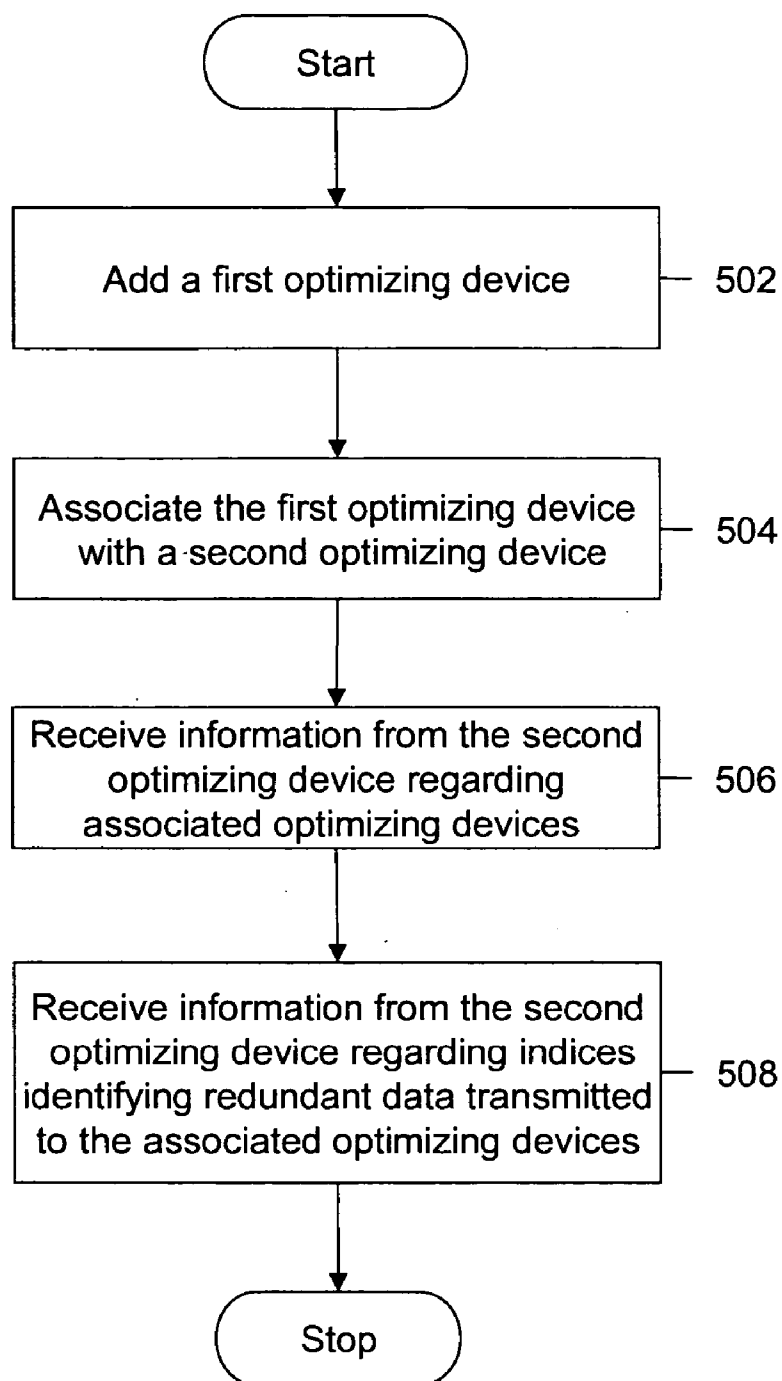 Start
Add a first optimizing device
502
Associate the first optimizing device
with a second optimizing device
504
Receive information from the second
optimizing device regarding
associated optimizing devices
506
Receive information from the second
optimizing device regarding indices
identifying redundant data transmitted
to the associated optimizing devices
508
Stop